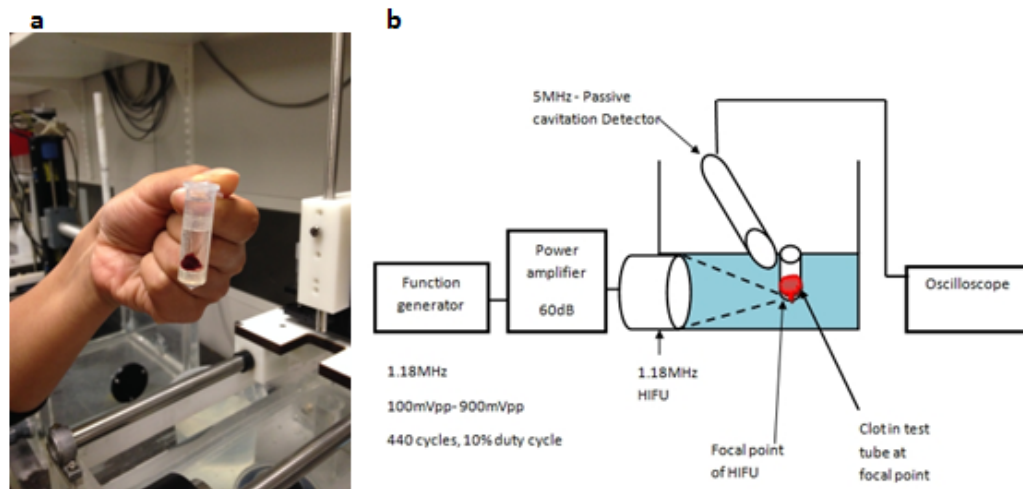 a
b
5MHz - Passive
cavitation Detector
Function
generator
Power
amplifier
60dB
Oscilloscope
1.18MHz
100mVpp- 900mVpp
440 cycles, 10% duty cycle
1.18MHz
HIFU
Focal point
of HIFU
Clot in test
tube at
focal point